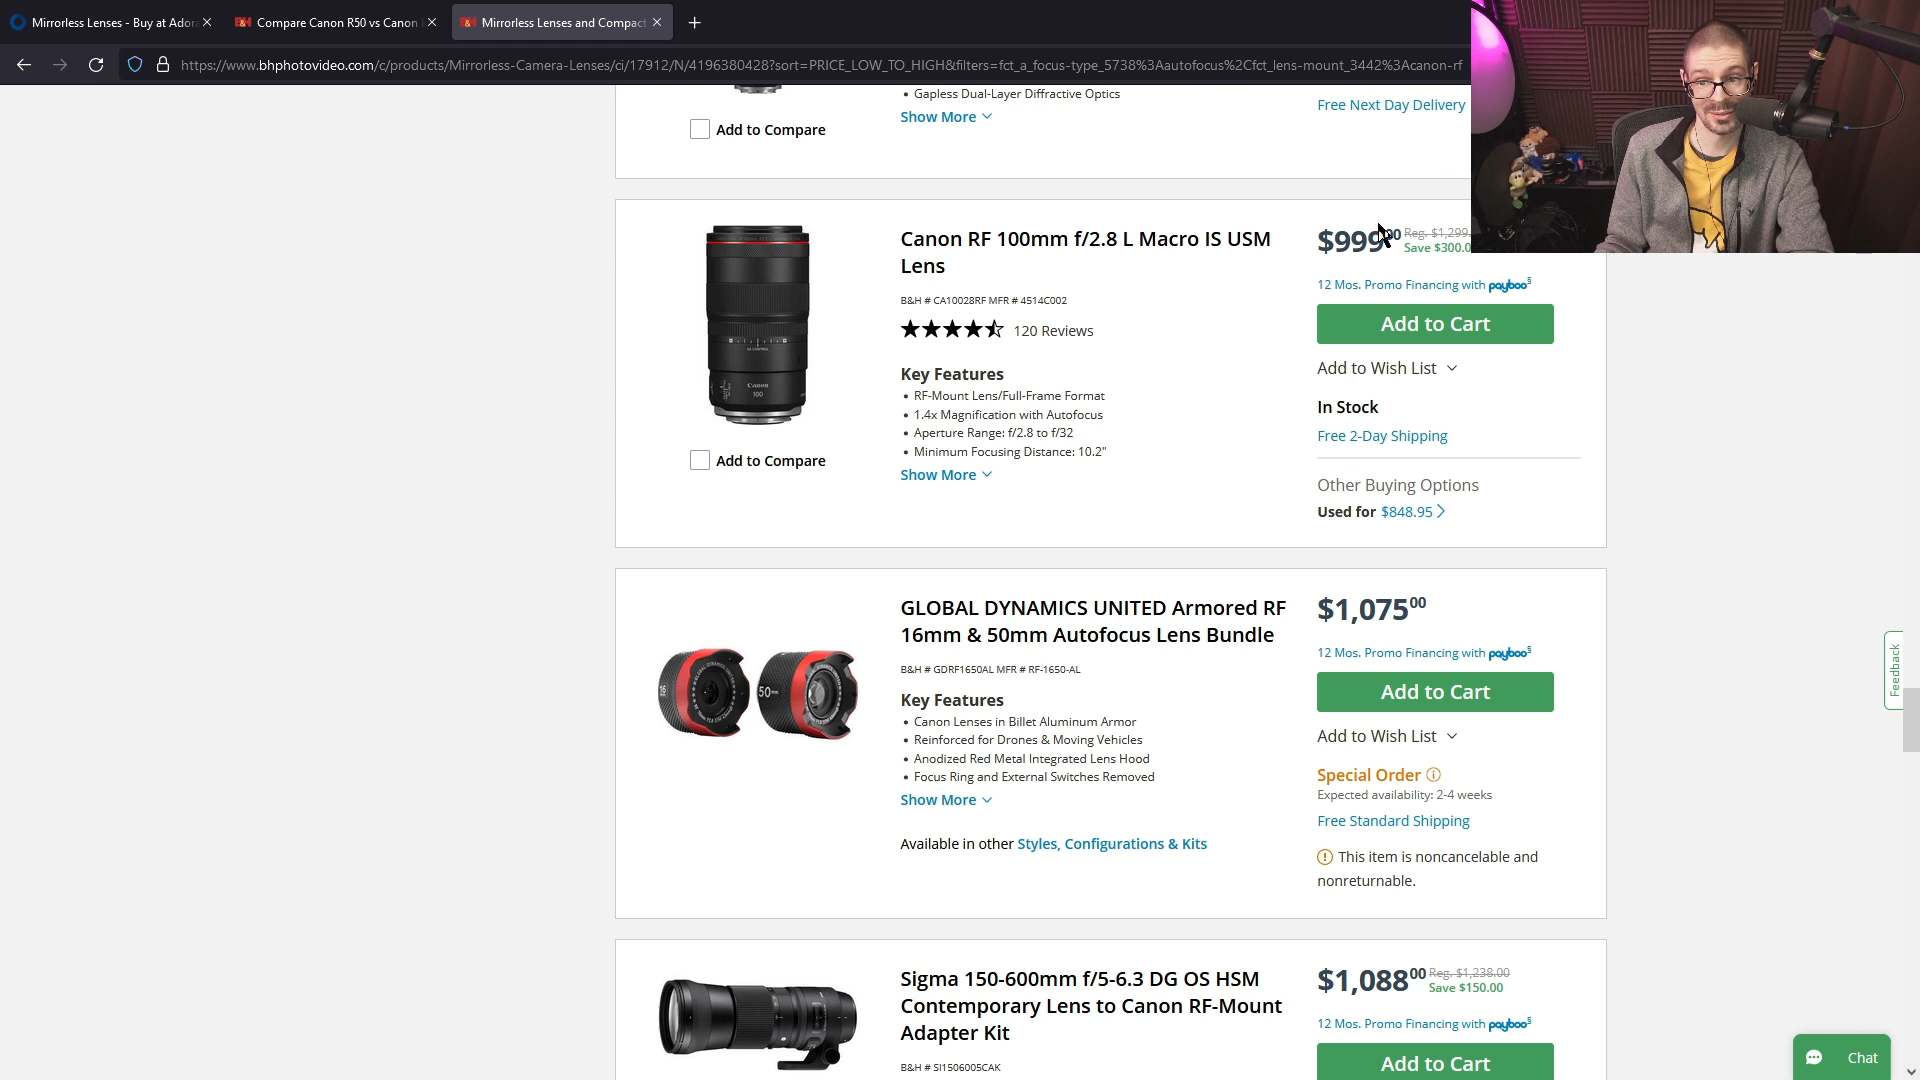 Mirrorless Lenses - Buy at Ador
Compare Canon R50 vs Canon
Mirrorless Lenses and Compact
https://www.bhphotovideo.com/c/products/Mirrorless-Camera-Lenses/ci/17912/N/4196380428?sort=PRICE_LOW_TO_HIGH&filters=fct_a_focus-type_5738%3Aautofocus%2Cfct_lens-mount_3442%3Acanon-rf
• Gapless Dual-Layer Diffractive Optics
Show More
Add to Compare
Free Next Day Delivery
Canon RF 100mm f/2.8 L Macro IS USM
Lens
B&H # CA10028RF MFR # 4514C002
120 Reviews
Key Features
• RF-Mount Lens/Full-Frame Format
• 1.4x Magnification with Autofocus
• Aperture Range: f/2.8 to f/32
• Minimum Focusing Distance: 10.2"
Show More
Canon
100
Add to Compare
$999.00 Reg. $1,299.
Save $300.0
12 Mos. Promo Financing with payboo§
Add to Cart
Add to Wish List
In Stock
Free 2-Day Shipping
Other Buying Options
Used for $848.95
GLOBAL DYNAMICS UNITED Armored RF
16mm & 50mm Autofocus Lens Bundle
B&H # GDRF1650AL MFR # RF-1650-AL
Key Features
• Canon Lenses in Billet Aluminum Armor
• Reinforced for Drones & Moving Vehicles
• Anodized Red Metal Integrated Lens Hood
• Focus Ring and External Switches Removed
Show More
Available in other Styles, Configurations & Kits
16
50mm
$1,075 00
12 Mos. Promo Financing with payboo§
Add to Cart
Add to Wish List
Special Order
Expected availability: 2-4 weeks
Free Standard Shipping
This item is noncancelable and
nonreturnable.
Sigma 150-600mm f/5-6.3 DG OS HSM
Contemporary Lens to Canon RF-Mount
Adapter Kit
B&H # SI1506005CAK
$1,088 00 Reg. $1,238.00
Save $150.00
12 Mos. Promo Financing with payboo§
Add to Cart
Feedback
Chat